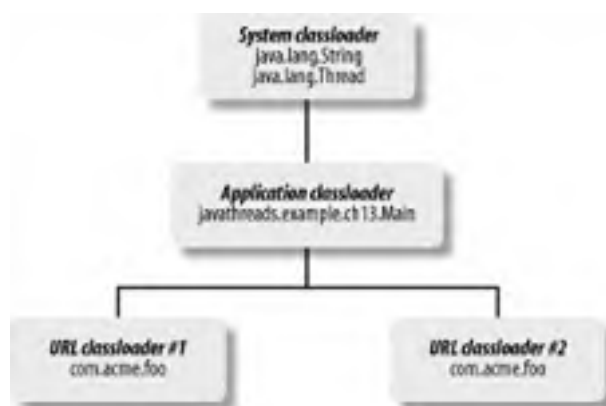 System classloader
java.lang.String
java.lang.Thread
Application classloader
javathreads.example.ch13.Main
URL classloader #1
com.acme.foo
URL classloader #2
com.acme.foo